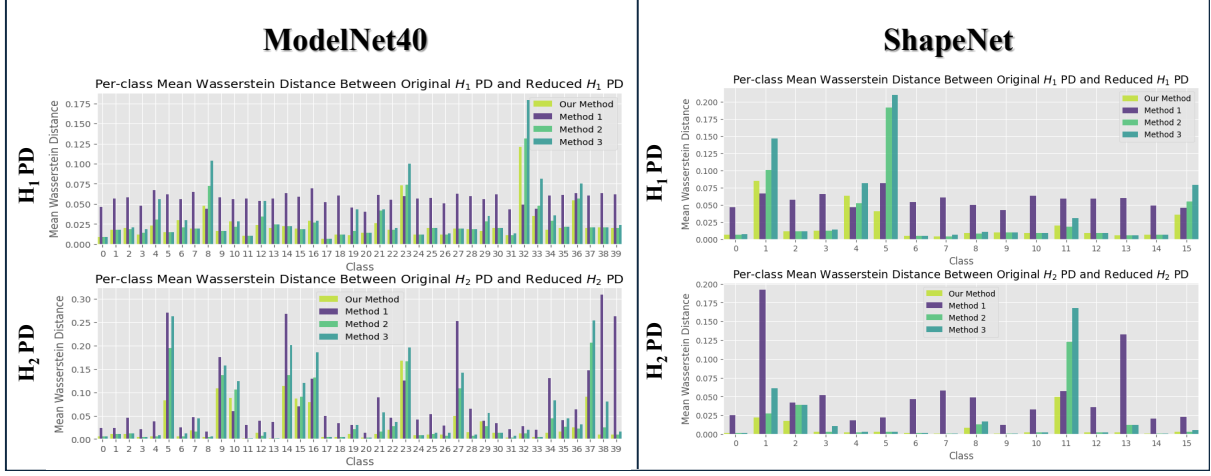 ModelNet40
H1 PD
Per-class Mean Wasserstein Distance Between Original H1 PD and Reduced H1 PD
Mean Wasserstein Distance
0.175
0.150
0.125
0.100
0.075
0.050
0.025
0.000
Our Method
Method 1
Method 2
Method 3
0 1 2 3 4 5 6 7 8 9 10 11 12 13 14 15 16 17 18 19 20 21 22 23 24 25 26 27 28 29 30 31 32 33 34 35 36 37 38 39
Class
H2 PD
Per-class Mean Wasserstein Distance Between Original H2 PD and Reduced H2 PD
Mean Wasserstein Distance
0.30
0.25
0.20
0.15
0.10
0.05
0.00
Our Method
Method 1
Method 2
Method 3
0 1 2 3 4 5 6 7 8 9 10 11 12 13 14 15 16 17 18 19 20 21 22 23 24 25 26 27 28 29 30 31 32 33 34 35 36 37 38 39
Class
ShapeNet
H1 PD
Per-class Mean Wasserstein Distance Between Original H1 PD and Reduced H1 PD
Mean Wasserstein Distance
0.200
0.175
0.150
0.125
0.100
0.075
0.050
0.025
0.000
Our Method
Method 1
Method 2
Method 3
0 1 2 3 4 5 6 7 8 9 10 11 12 13 14 15
Class
H2 PD
Per-class Mean Wasserstein Distance Between Original H2 PD and Reduced H2 PD
Mean Wasserstein Distance
0.200
0.175
0.150
0.125
0.100
0.075
0.050
0.025
0.000
Our Method
Method 1
Method 2
Method 3
0 1 2 3 4 5 6 7 8 9 10 11 12 13 14 15
Class